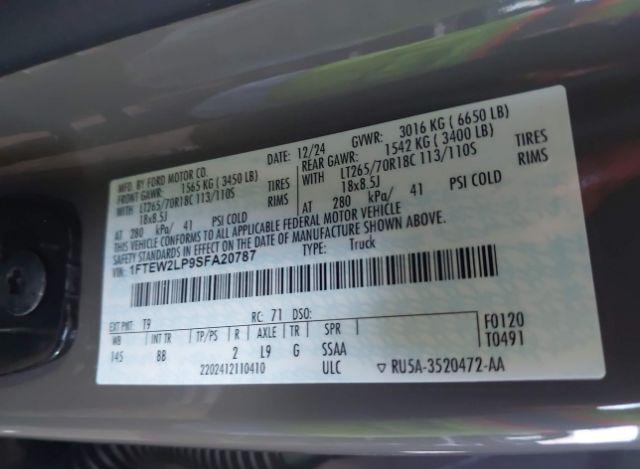 MFD. BY FORD MOTOR CO.
DATE: 12/24 GVWR: 3016 KG ( 6650 LB)
FRONT GAWR: 1565 KG ( 3450 LB)
REAR GAWR: 1542 KG ( 3400 LB)
WITH LT265/70R18C 113/110S TIRES
WITH LT265/70R18C 113/110S TIRES
18x8.5J RIMS
18x8.5J RIMS
AT 280 kPa/ 41 PSI COLD
AT 280 kPa/ 41 PSI COLD
THIS VEHICLE CONFORMS TO ALL APPLICABLE FEDERAL MOTOR VEHICLE
SAFETY STANDARDS IN EFFECT ON THE DATE OF MANUFACTURE SHOWN ABOVE.
1FTEW2LP9SFA20787 TYPE: Truck
EXT PNT: T9 RC: 71 DSO:
WB INT TR TP/PS R AXLE TR SPR F0120
145 BB 2 L9 G SSAA T0491
2202412110410 ULC ▽ RU5A-3520472-AA